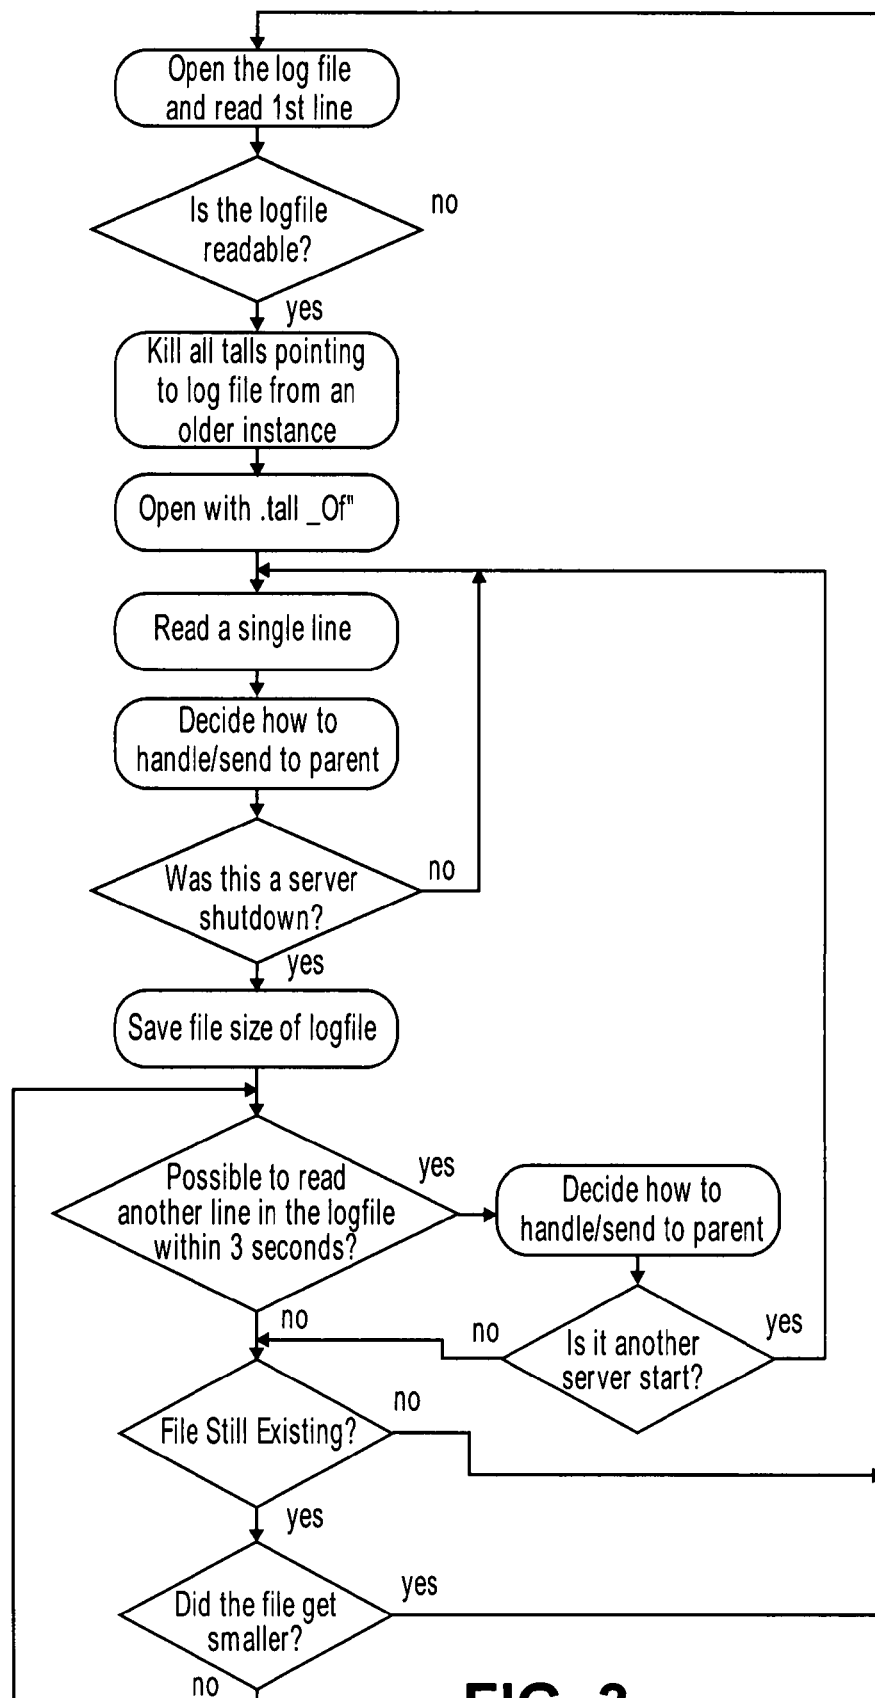 Open the log file
and read 1st line
Is the logfile
readable?
no
yes
Kill all talls pointing
to log file from an
older instance
Open with .tall _Of"
Read a single line
Decide how to
handle/send to parent
Was this a server
shutdown?
no
yes
Save file size of logfile
Possible to read
another line in the logfile
within 3 seconds?
yes
Decide how to
handle/send to parent
no
Is it another
server start?
no
yes
File Still Existing?
no
yes
Did the file get
smaller?
yes
no
FIG. 3